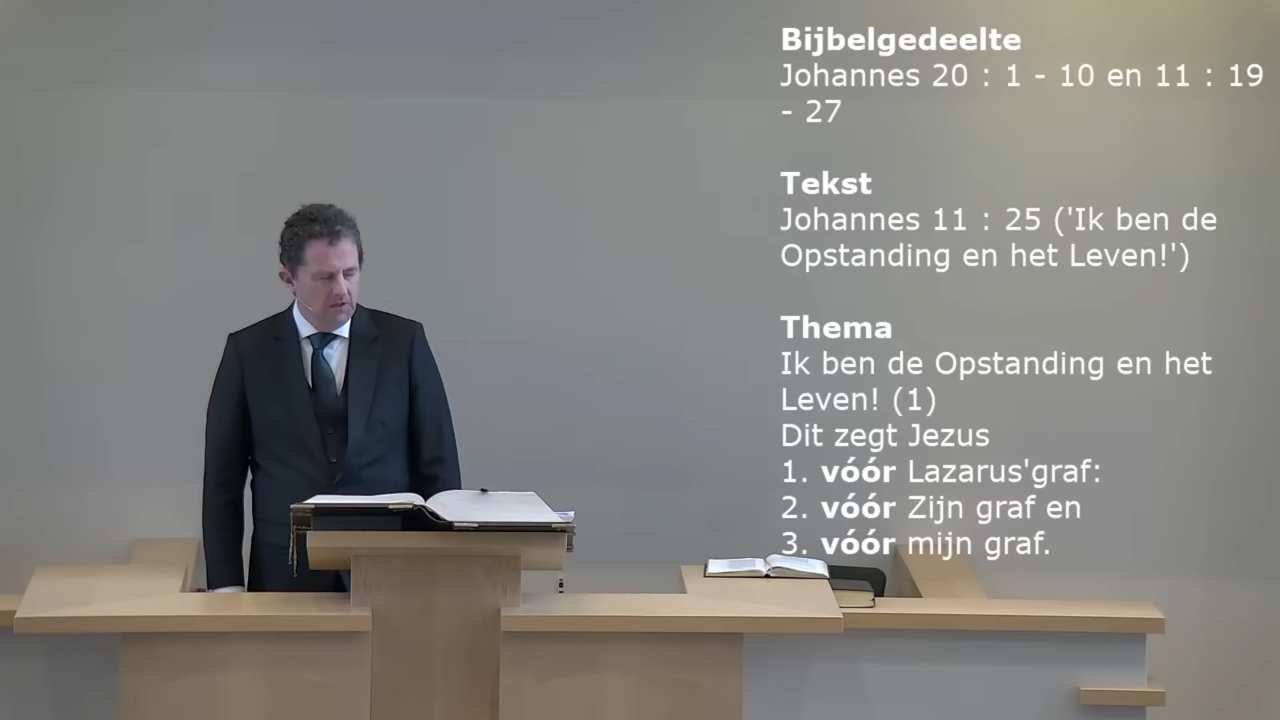 Bijbelgedeelte
Johannes 20 : 1 - 10 en 11 : 19
- 27
Tekst
Johannes 11 : 25 ('Ik ben de
Opstanding en het Leven!')
Thema
Ik ben de Opstanding en het
Leven! (1)
Dit zegt Jezus
1. vóór Lazarus'graf:
2. vóór Zijn graf en
3. vóór mijn graf.